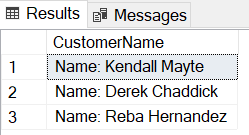 Results Messages
CustomerName
1 Name: Kendall Mayte
2 Name: Derek Chaddick
3 Name: Reba Hernandez